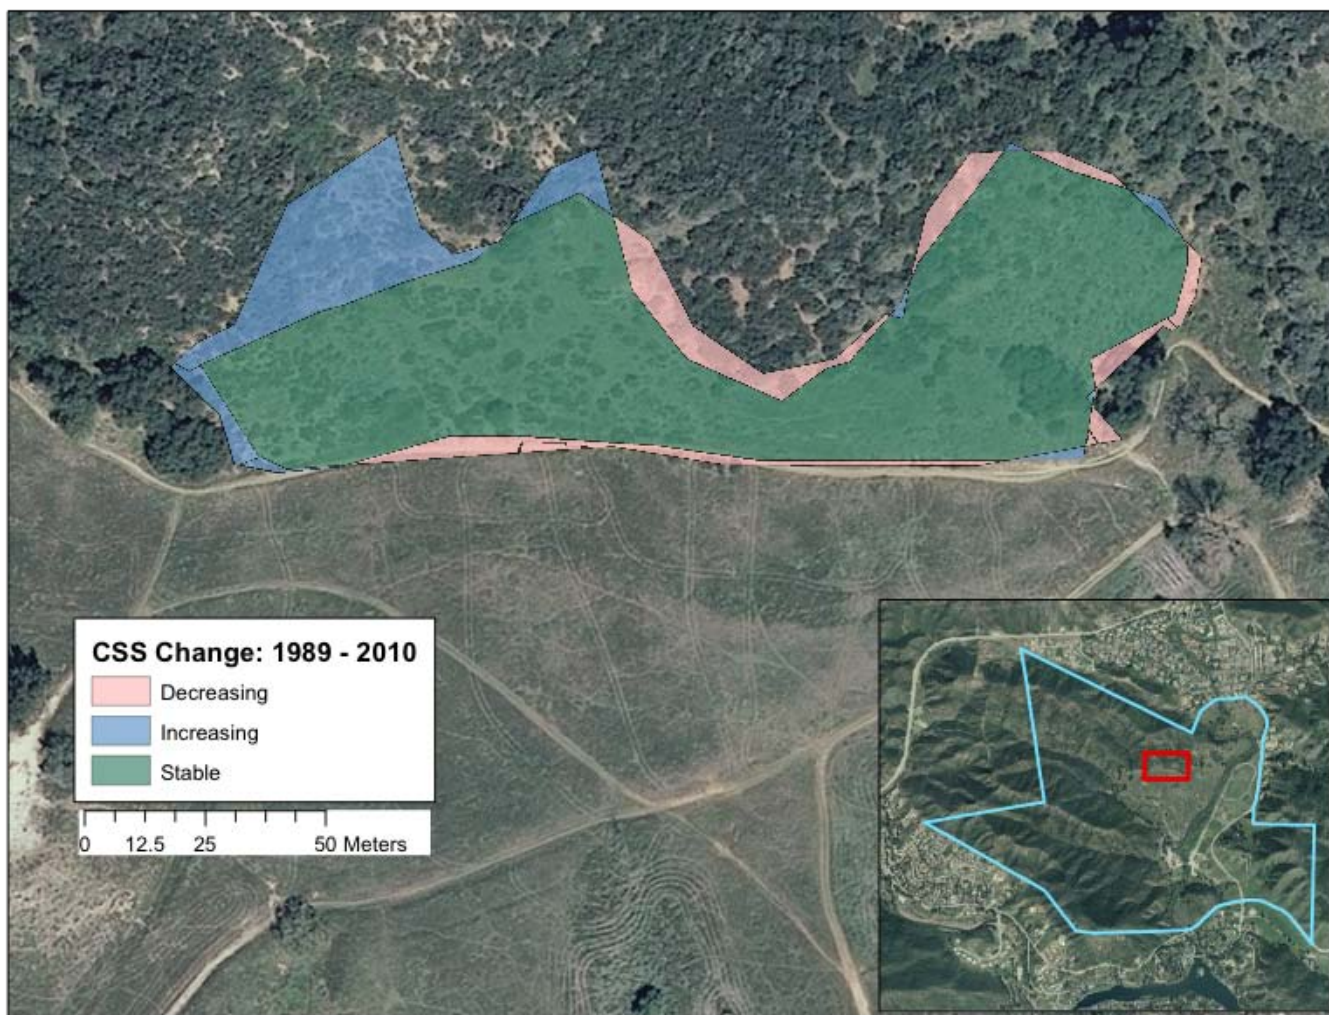 CSS Change: 1989 - 2010
Decreasing
Increasing
Stable
0 12.5 25 50 Meters